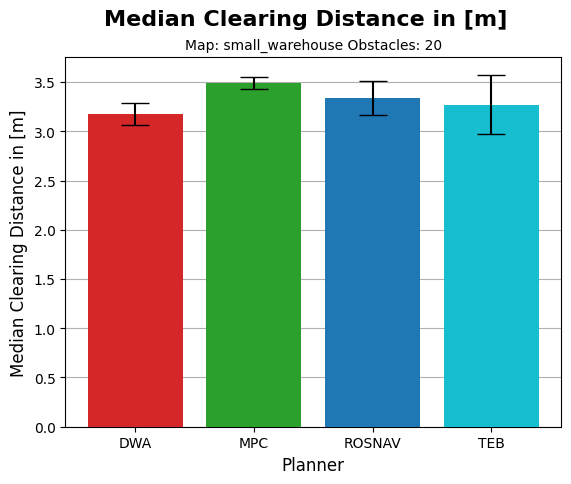 Median Clearing Distance in [m]
Map: small_warehouse Obstacles: 20
Median Clearing Distance in [m]
3.5
3.0
2.5
2.0
1.5
1.0
0.5
0.0
DWA MPC ROSNAV TEB
Planner